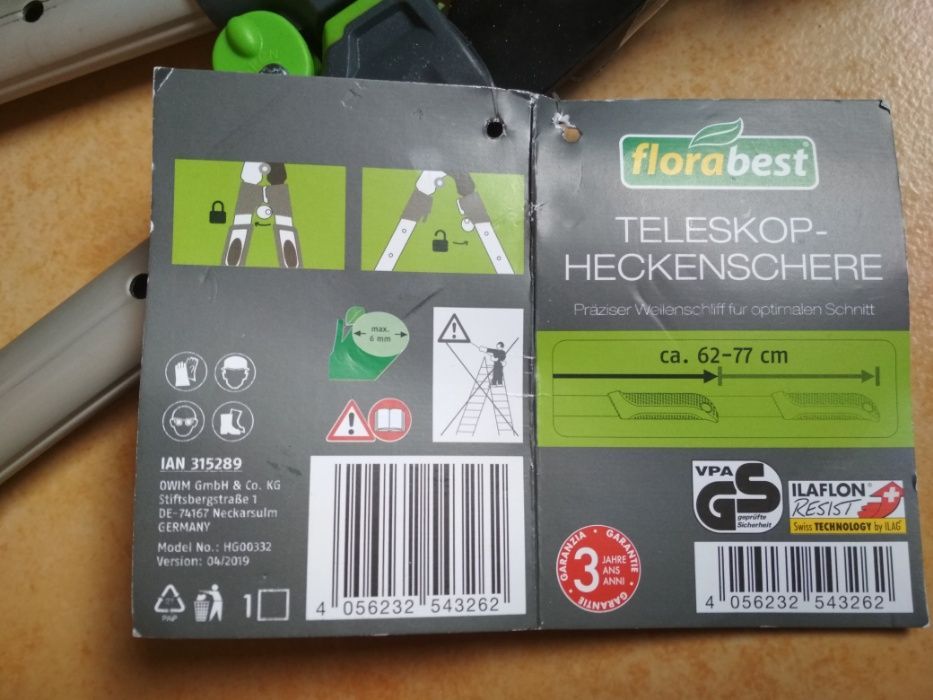 max.
6 mm
IAN 315289
OWIM GmbH & Co. KG
Stiftsbergstraße 1
DE-74167 Neckarsulm
GERMANY
Model No.: HG00332
Version: 04/2019
PAP
1
4 056232 543262
florabest
TELESKOP-
HECKENSCHERE
Präziser Wellenschliff für optimalen Schnitt
ca. 62-77 cm
VPA
GS
geprüfte
Sicherheit
ILAFLON®
RESIST
Swiss TECHNOLOGY by ILAG
GARANZIA • GARANTIE • GARANTIE •
3 JAHRE
ANS
ANNI
4 056232 543262